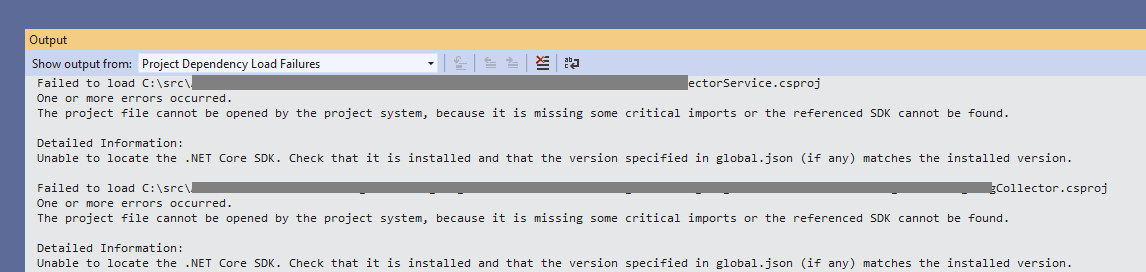 Output
Show output from: Project Dependency Load Failures
Failed to load C:\src\ ectorService.csproj
One or more errors occurred.
The project file cannot be opened by the project system, because it is missing some critical imports or the referenced SDK cannot be found.
Detailed Information:
Unable to locate the .NET Core SDK. Check that it is installed and that the version specified in global.json (if any) matches the installed version.
Failed to load C:\src\ gCollector.csproj
One or more errors occurred.
The project file cannot be opened by the project system, because it is missing some critical imports or the referenced SDK cannot be found.
Detailed Information:
Unable to locate the .NET Core SDK. Check that it is installed and that the version specified in global.json (if any) matches the installed version.